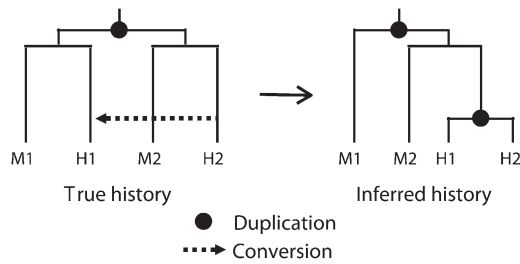 M1 H1 M2 H2 M1 M2 H1 H2
True history Inferred history
Duplication
Conversion